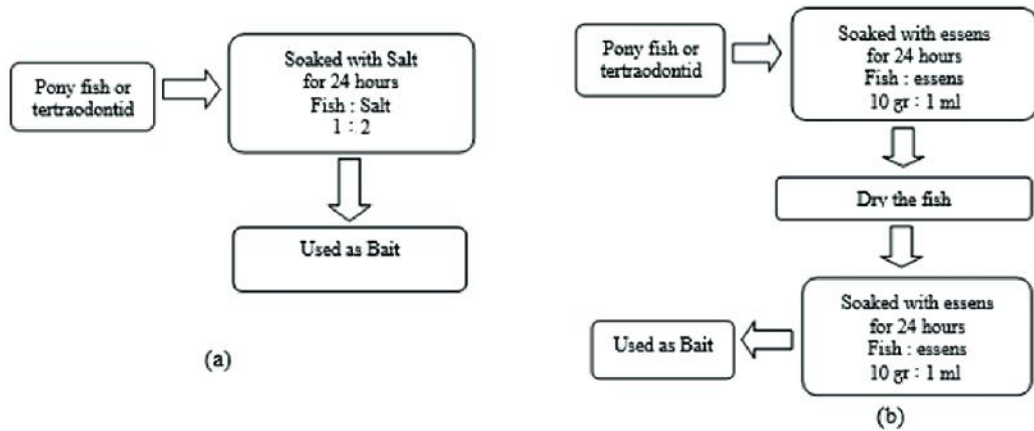 Pony fish or
tertraodontid
Soaked with Salt
for 24 hours
Fish : Salt
1 : 2
Used as Bait
(a)
Pony fish or
tertraodontid
Soaked with essens
for 24 hours
Fish : essens
10 gr : 1 ml
Dry the fish
Soaked with essens
for 24 hours
Fish : essens
10 gr : 1 ml
Used as Bait
(b)